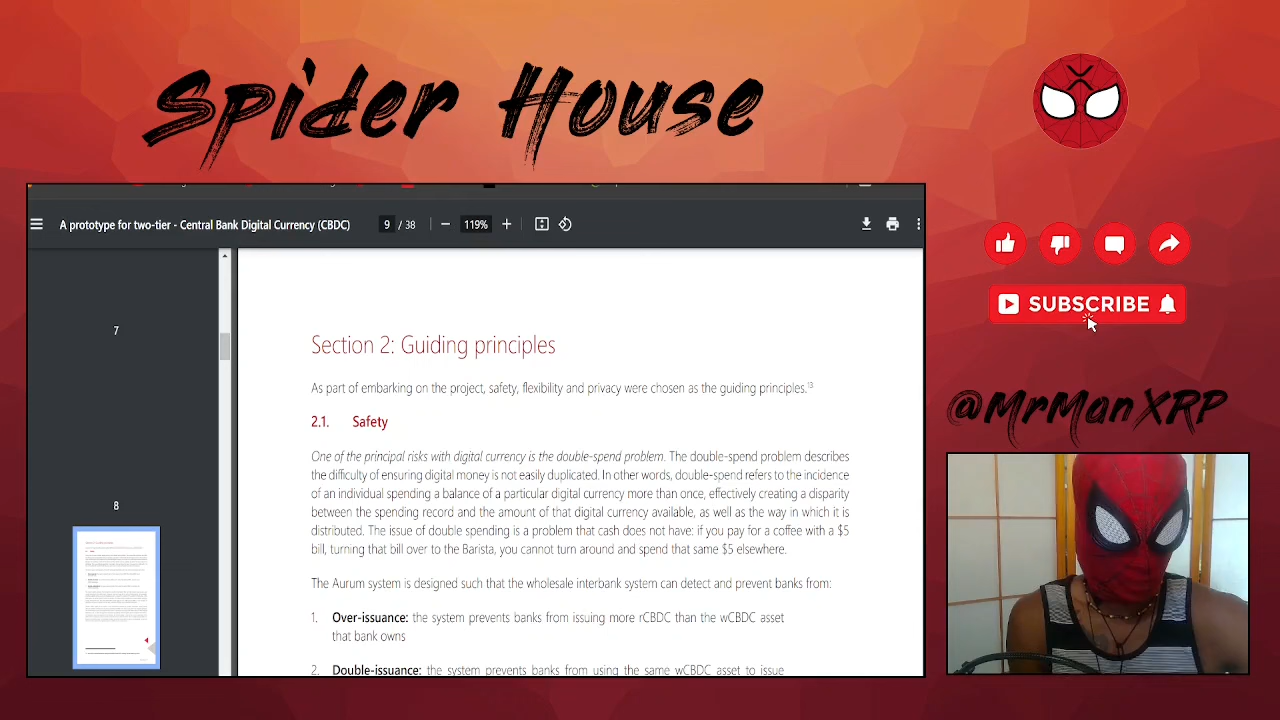 Spider House
A prototype for two-tier - Central Bank Digital Currency (CBDC)
9 / 38
119%
7
8
Section 2: Guiding principles
As part of embarking on the project, safety, flexibility and privacy were chosen as the guiding principles.13
2.1. Safety
One of the principal risks with digital currency is the double-spend problem. The double-spend problem describes
the difficulty of ensuring digital money is not easily duplicated. In other words, double-spend refers to the incidence
of an individual spending a balance of a particular digital currency more than once, effectively creating a disparity
between the spending record and the amount of that digital currency available, as well as the way in which it is
distributed. The issue of double spending is a problem that cash does not have: if you pay for a coffee with a $5
bill, turning that bill over to the Bank, you cannot turn around and spend that same $5 elsewhere.
The Aurum system is designed such that the wholesale interbank system can detect and prevent bank
1. Over-issuance: the system prevents banks from issuing more rCBDC than the wCBDC asset
that bank owns
2. Double-issuance: the system prevents banks from using the same wCBDC asset to issue
SUBSCRIBE
@MrManXRP